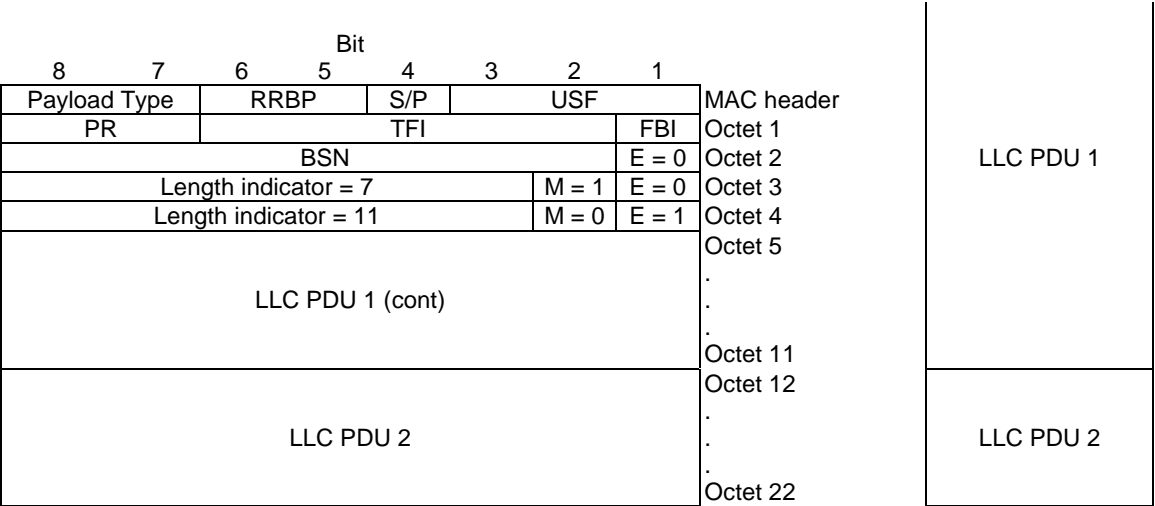 Bit
8 7 6 5 4 3 2 1
Payload Type RRBP S/P USF MAC header
PR TFI FBI Octet 1
BSN E = 0 Octet 2 LLC PDU 1
Length indicator = 7 M = 1 E = 0 Octet 3
Length indicator = 11 M = 0 E = 1 Octet 4
Octet 5
.
LLC PDU 1 (cont) .
.
Octet 11
Octet 12
.
LLC PDU 2 . LLC PDU 2
.
Octet 22